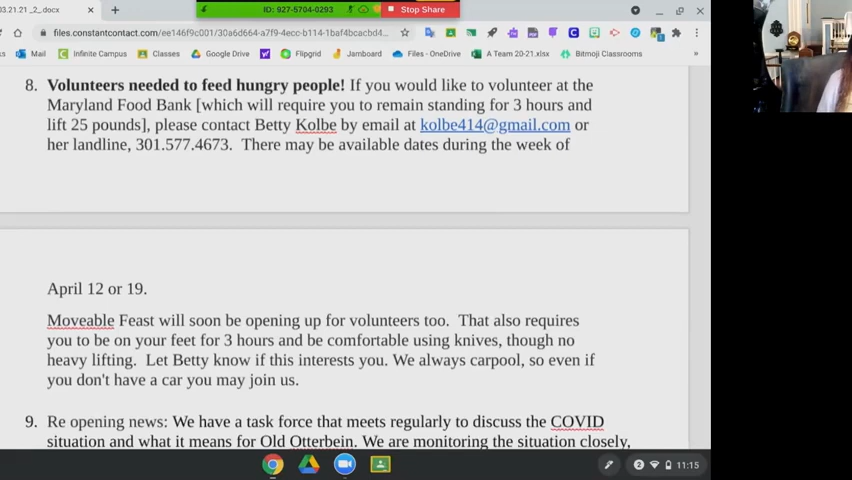 03.21.21 _2_.docx
ID: 927-5704-0293
Stop Share
files.constantcontact.com/ee146f9c001/30a6d664-a7f9-4ecc-b114-1baf4bcacbd4...
Mail
Infinite Campus
Classes
Google Drive
Flipgrid
Jamboard
Files - OneDrive
A Team 20-21.xlsx
Bitmoji Classrooms
8. Volunteers needed to feed hungry people! If you would like to volunteer at the
Maryland Food Bank [which will require you to remain standing for 3 hours and
lift 25 pounds], please contact Betty Kolbe by email at kolbe414@gmail.com or
her landline, 301.577.4673. There may be available dates during the week of
April 12 or 19.
Moveable Feast will soon be opening up for volunteers too. That also requires
you to be on your feet for 3 hours and be comfortable using knives, though no
heavy lifting. Let Betty know if this interests you. We always carpool, so even if
you don't have a car you may join us.
9. Re opening news: We have a task force that meets regularly to discuss the COVID
situation and what it means for Old Otterbein. We are monitoring the situation closely,
2
11:15